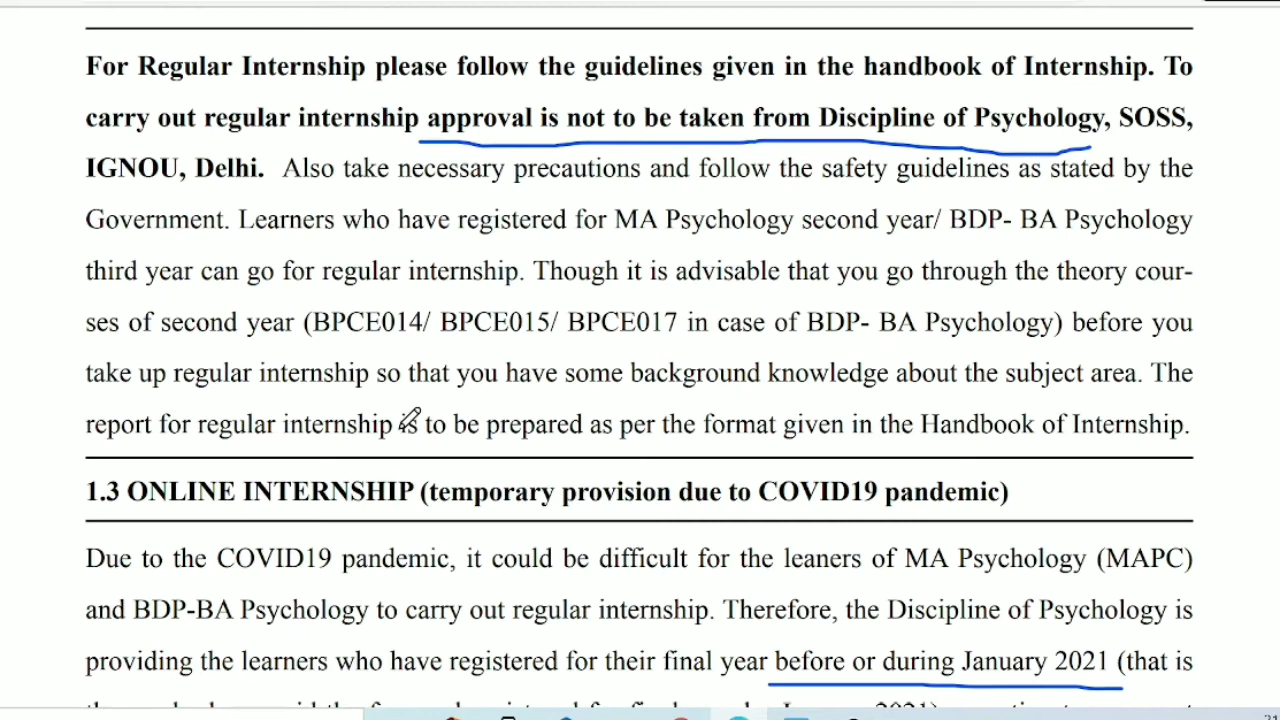 For Regular Internship please follow the guidelines given in the handbook of Internship. To
carry out regular internship approval is not to be taken from Discipline of Psychology, SOSS,
IGNOU, Delhi. Also take necessary precautions and follow the safety guidelines as stated by the
Government. Learners who have registered for MA Psychology second year/ BDP- BA Psychology
third year can go for regular internship. Though it is advisable that you go through the theory cour-
ses of second year (BPCE014/ BPCE015/ BPCE017 in case of BDP- BA Psychology) before you
take up regular internship so that you have some background knowledge about the subject area. The
report for regular internship is to be prepared as per the format given in the Handbook of Internship.
1.3 ONLINE INTERNSHIP (temporary provision due to COVID19 pandemic)
Due to the COVID19 pandemic, it could be difficult for the leaners of MA Psychology (MAPC)
and BDP-BA Psychology to carry out regular internship. Therefore, the Discipline of Psychology is
providing the learners who have registered for their final year before or during January 2021 (that is